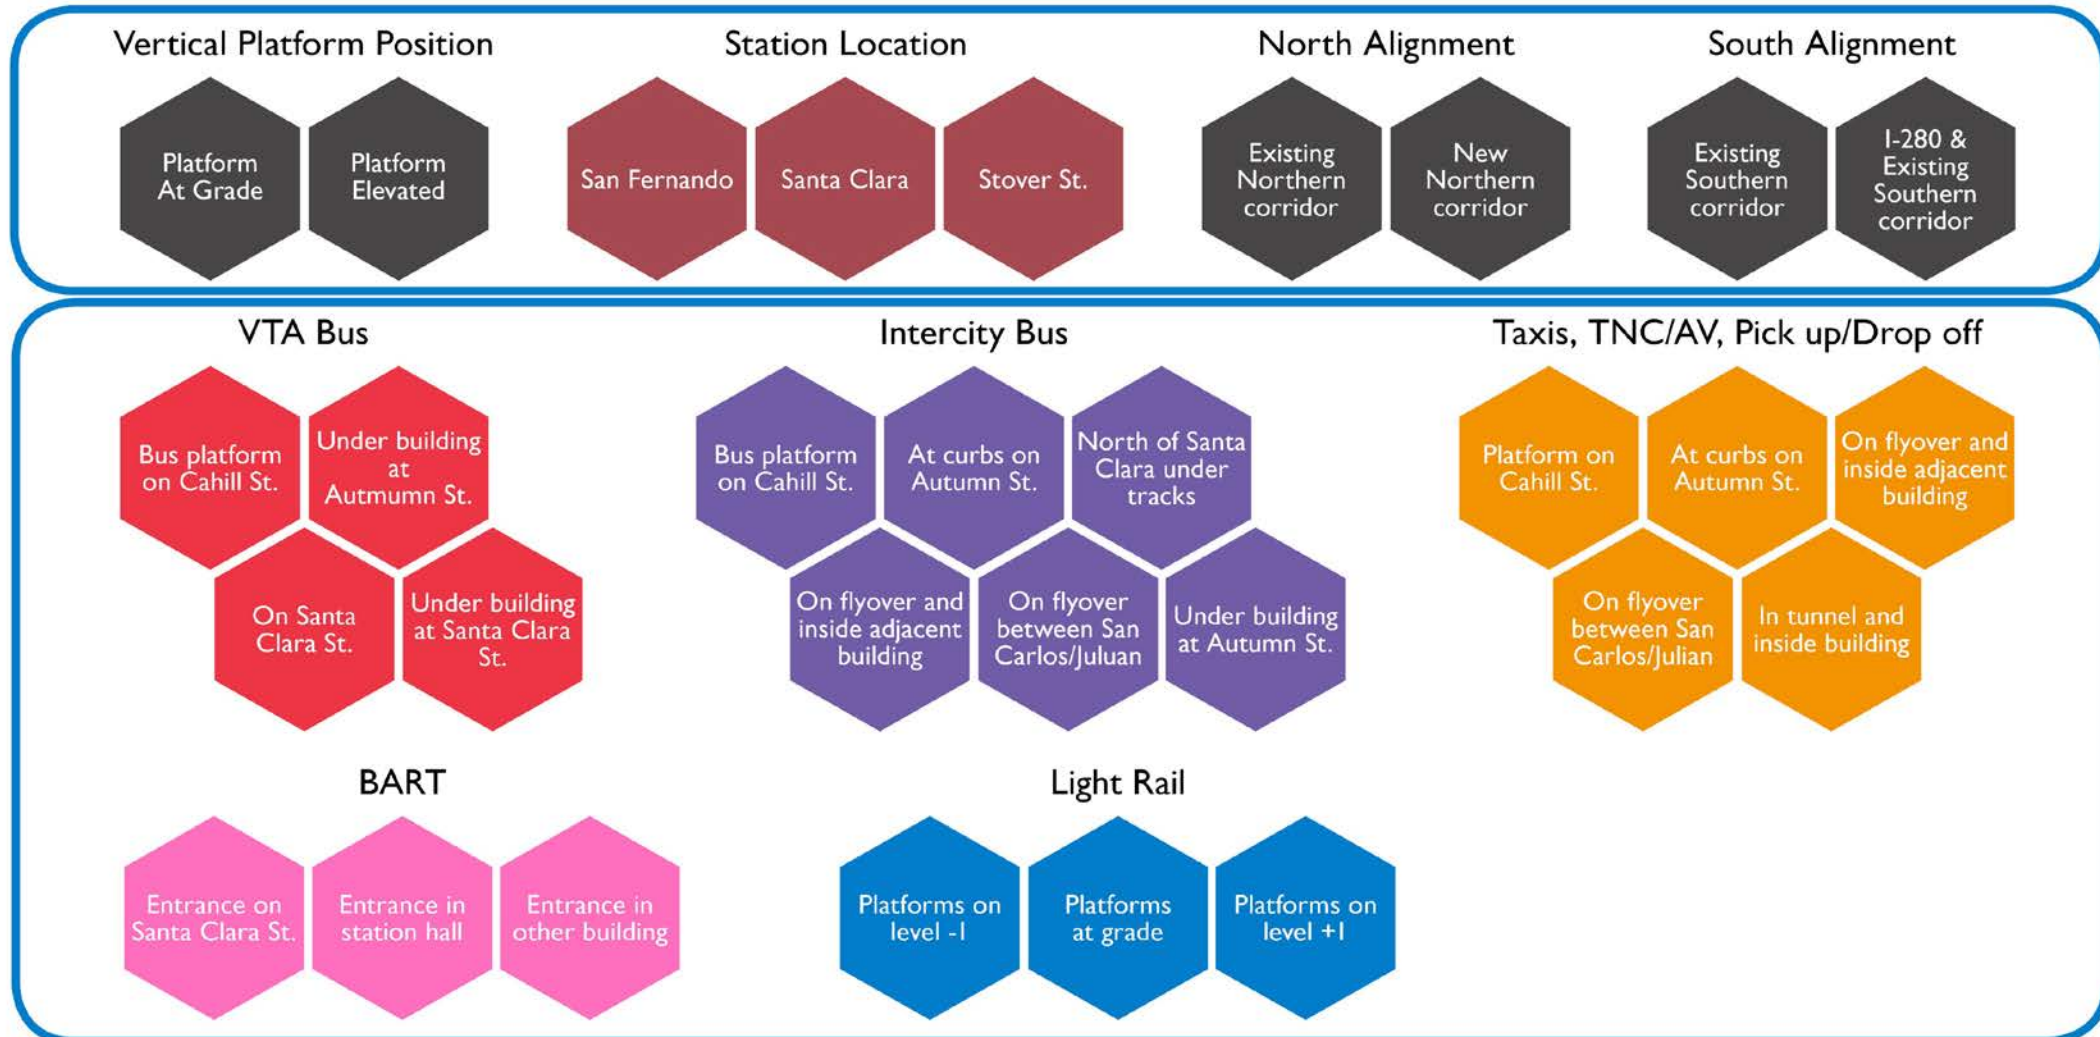 Vertical Platform Position
Platform
At Grade
Platform
Elevated
Station Location
San Fernando
Santa Clara
Stover St.
North Alignment
Existing
Northern
corridor
New
Northern
corridor
South Alignment
Existing
Southern
corridor
I-280 &
Existing
Southern
corridor
VTA Bus
Bus platform
on Cahill St.
Under building
at
Autmumn St.
On Santa
Clara St.
Under building
at Santa Clara
St.
Intercity Bus
Bus platform
on Cahill St.
At curbs on
Autumn St.
North of Santa
Clara under
tracks
On flyover and
inside adjacent
building
On flyover
between San
Carlos/Juluan
Under building
at Autumn St.
Taxis, TNC/AV, Pick up/Drop off
Platform on
Cahill St.
At curbs on
Autumn St.
On flyover and
inside adjacent
building
On flyover
between San
Carlos/Julian
In tunnel and
inside building
BART
Entrance on
Santa Clara St.
Entrance in
station hall
Entrance in
other building
Light Rail
Platforms on
level -1
Platforms
at grade
Platforms on
level +1